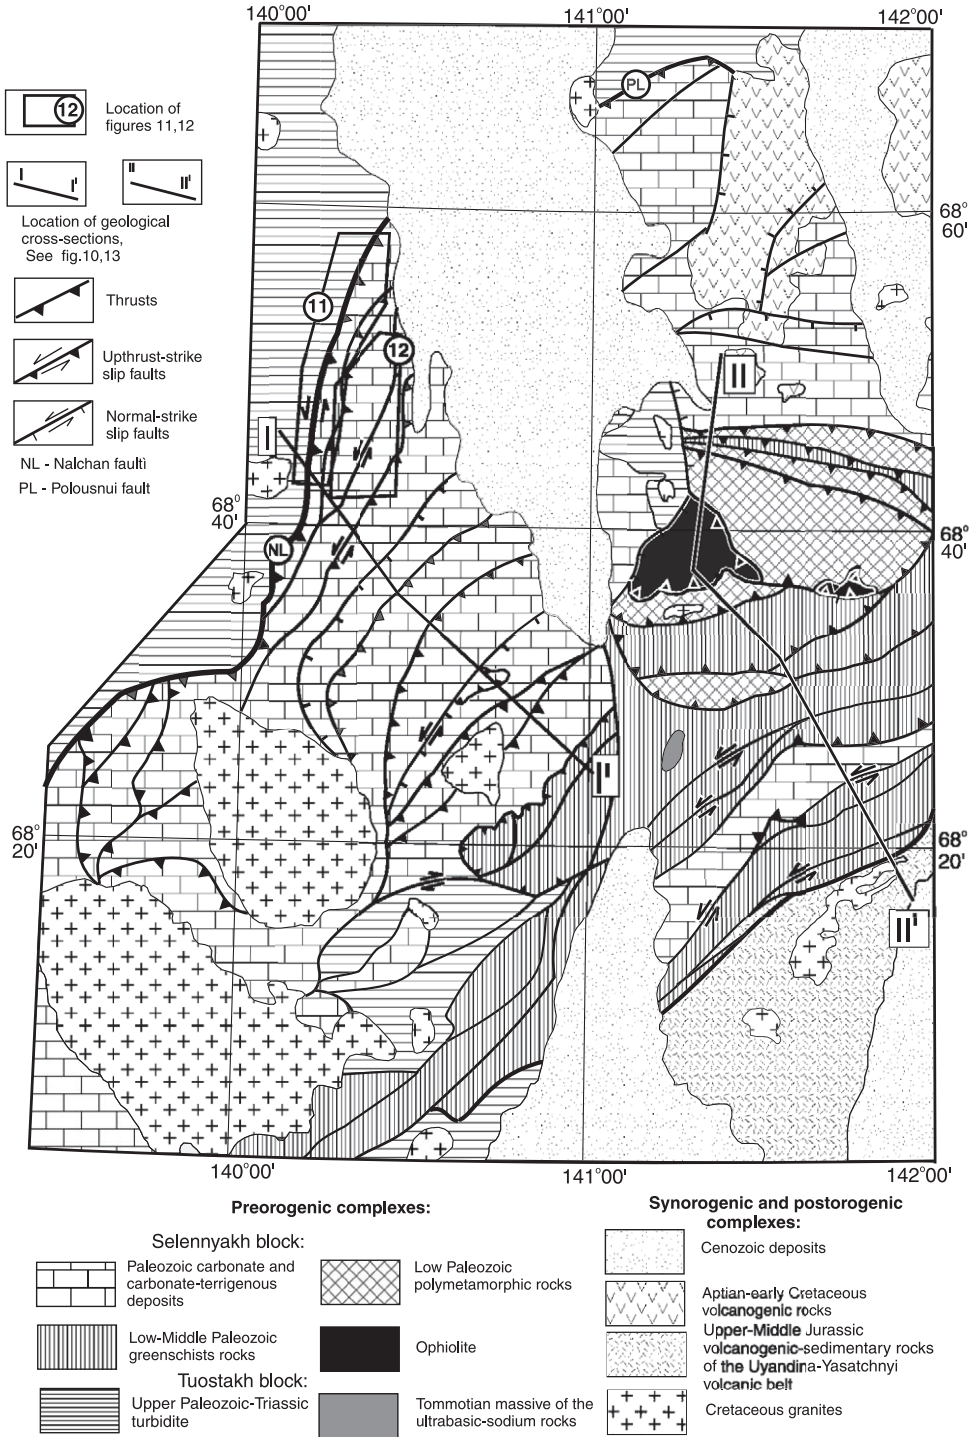 140°00'
141°00'
142°00'
12
Location of
figures 11,12
I
I'
II
II'
Location of geological
cross-sections,
See fig.10,13
Thrusts
Upthrust-strike
slip faults
Normal-strike
slip faults
NL - Nalchan faulti
PL - Polousnui fault
PL
68°
60'
11
12
II
I
68°
40'
NL
68°
40'
I'
68°
20'
68°
20'
II'
140°00'
141°00'
142°00'
Preorogenic complexes:
Selennyakh block:
Paleozoic carbonate and
carbonate-terrigenous
deposits
Low-Middle Paleozoic
greenschists rocks
Tuostakh block:
Upper Paleozoic-Triassic
turbidite
Low Paleozoic
polymetamorphic rocks
Ophiolite
Tommotian massive of the
ultrabasic-sodium rocks
Synorogenic and postorogenic
complexes:
Cenozoic deposits
Aptian-early Cretaceous
volcanogenic rocks
Upper-Middle Jurassic
volcanogenic-sedimentary rocks
of the Uyandina-Yasatchnyi
volcanic belt
Cretaceous granites